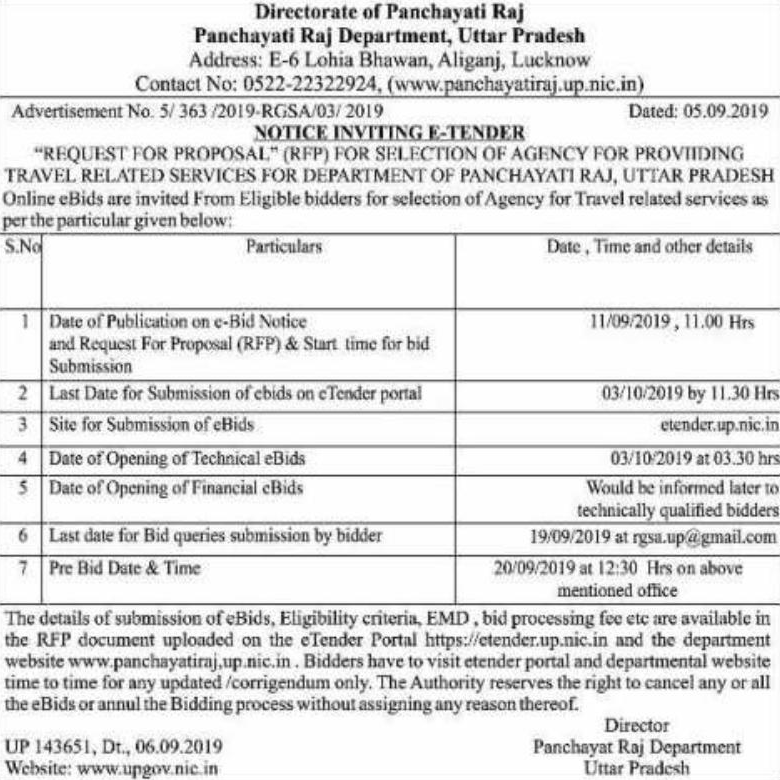 Directorate of Panchayati Raj
Panchayati Raj Department, Uttar Pradesh
Address: E-6 Lohia Bhawan, Aliganj, Lucknow
Contact No: 0522-22322924, (www.panchayatiraj.up.nic.in)
Advertisement No. 5/ 363 /2019-RGSA/03/ 2019 Dated: 05.09.2019
NOTICE INVITING E-TENDER
"REQUEST FOR PROPOSAL" (RFP) FOR SELECTION OF AGENCY FOR PROVIIDING
TRAVEL RELATED SERVICES FOR DEPARTMENT OF PANCHAYATI RAJ, UTTAR PRADESH
Online eBids are invited From Eligible bidders for selection of Agency for Travel related services as
per the particular given below:
S.No Particulars Date , Time and other details
1 Date of Publication on e-Bid Notice 11/09/2019 , 11.00 Hrs
and Request For Proposal (RFP) & Start time for bid
Submission
2 Last Date for Submission of ebids on eTender portal 03/10/2019 by 11.30 Hrs
3 Site for Submission of eBids etender.up.nic.in
4 Date of Opening of Technical eBids 03/10/2019 at 03.30 hrs
5 Date of Opening of Financial eBids Would be informed later to
technically qualified bidders
6 Last date for Bid queries submission by bidder 19/09/2019 at rgsa.up@gmail.com
7 Pre Bid Date & Time 20/09/2019 at 12:30 Hrs on above
mentioned office
The details of submission of eBids, Eligibility criteria, EMD , bid processing fee etc are available in
the RFP document uploaded on the eTender Portal https://etender.up.nic.in and the department
website www.panchayatiraj,up.nic.in . Bidders have to visit etender portal and departmental website
time to time for any updated /corrigendum only. The Authority reserves the right to cancel any or all
the eBids or annul the Bidding process without assigning any reason thereof.
Director
UP 143651, Dt., 06.09.2019 Panchayat Raj Department
Website: www.upgov.nic.in Uttar Pradesh